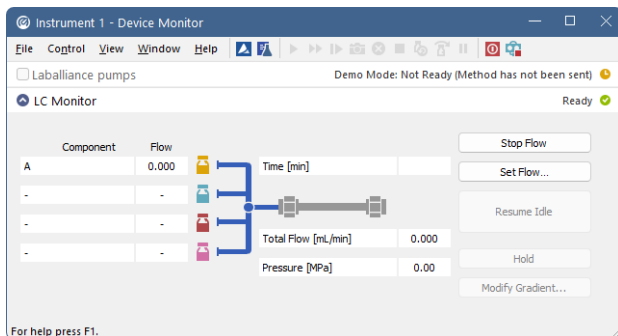 Instrument 1 - Device Monitor
File Control View Window Help
Laballiance pumps Demo Mode: Not Ready (Method has not been sent)
LC Monitor Ready
Component Flow Stop Flow
A 0.000 Time [min] Set Flow...
- -
Resume Idle
- -
Total Flow [mL/min] 0.000
- - Hold
Pressure [MPa] 0.00
Modify Gradient...
For help press F1.